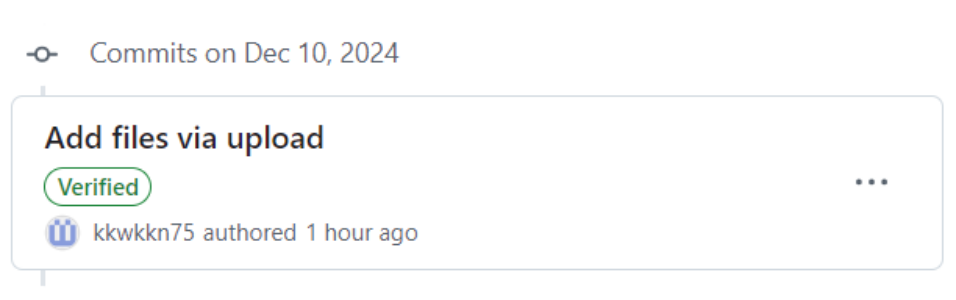 Commits on Dec 10, 2024
Add files via upload
Verified
kkwkkn75 authored 1 hour ago